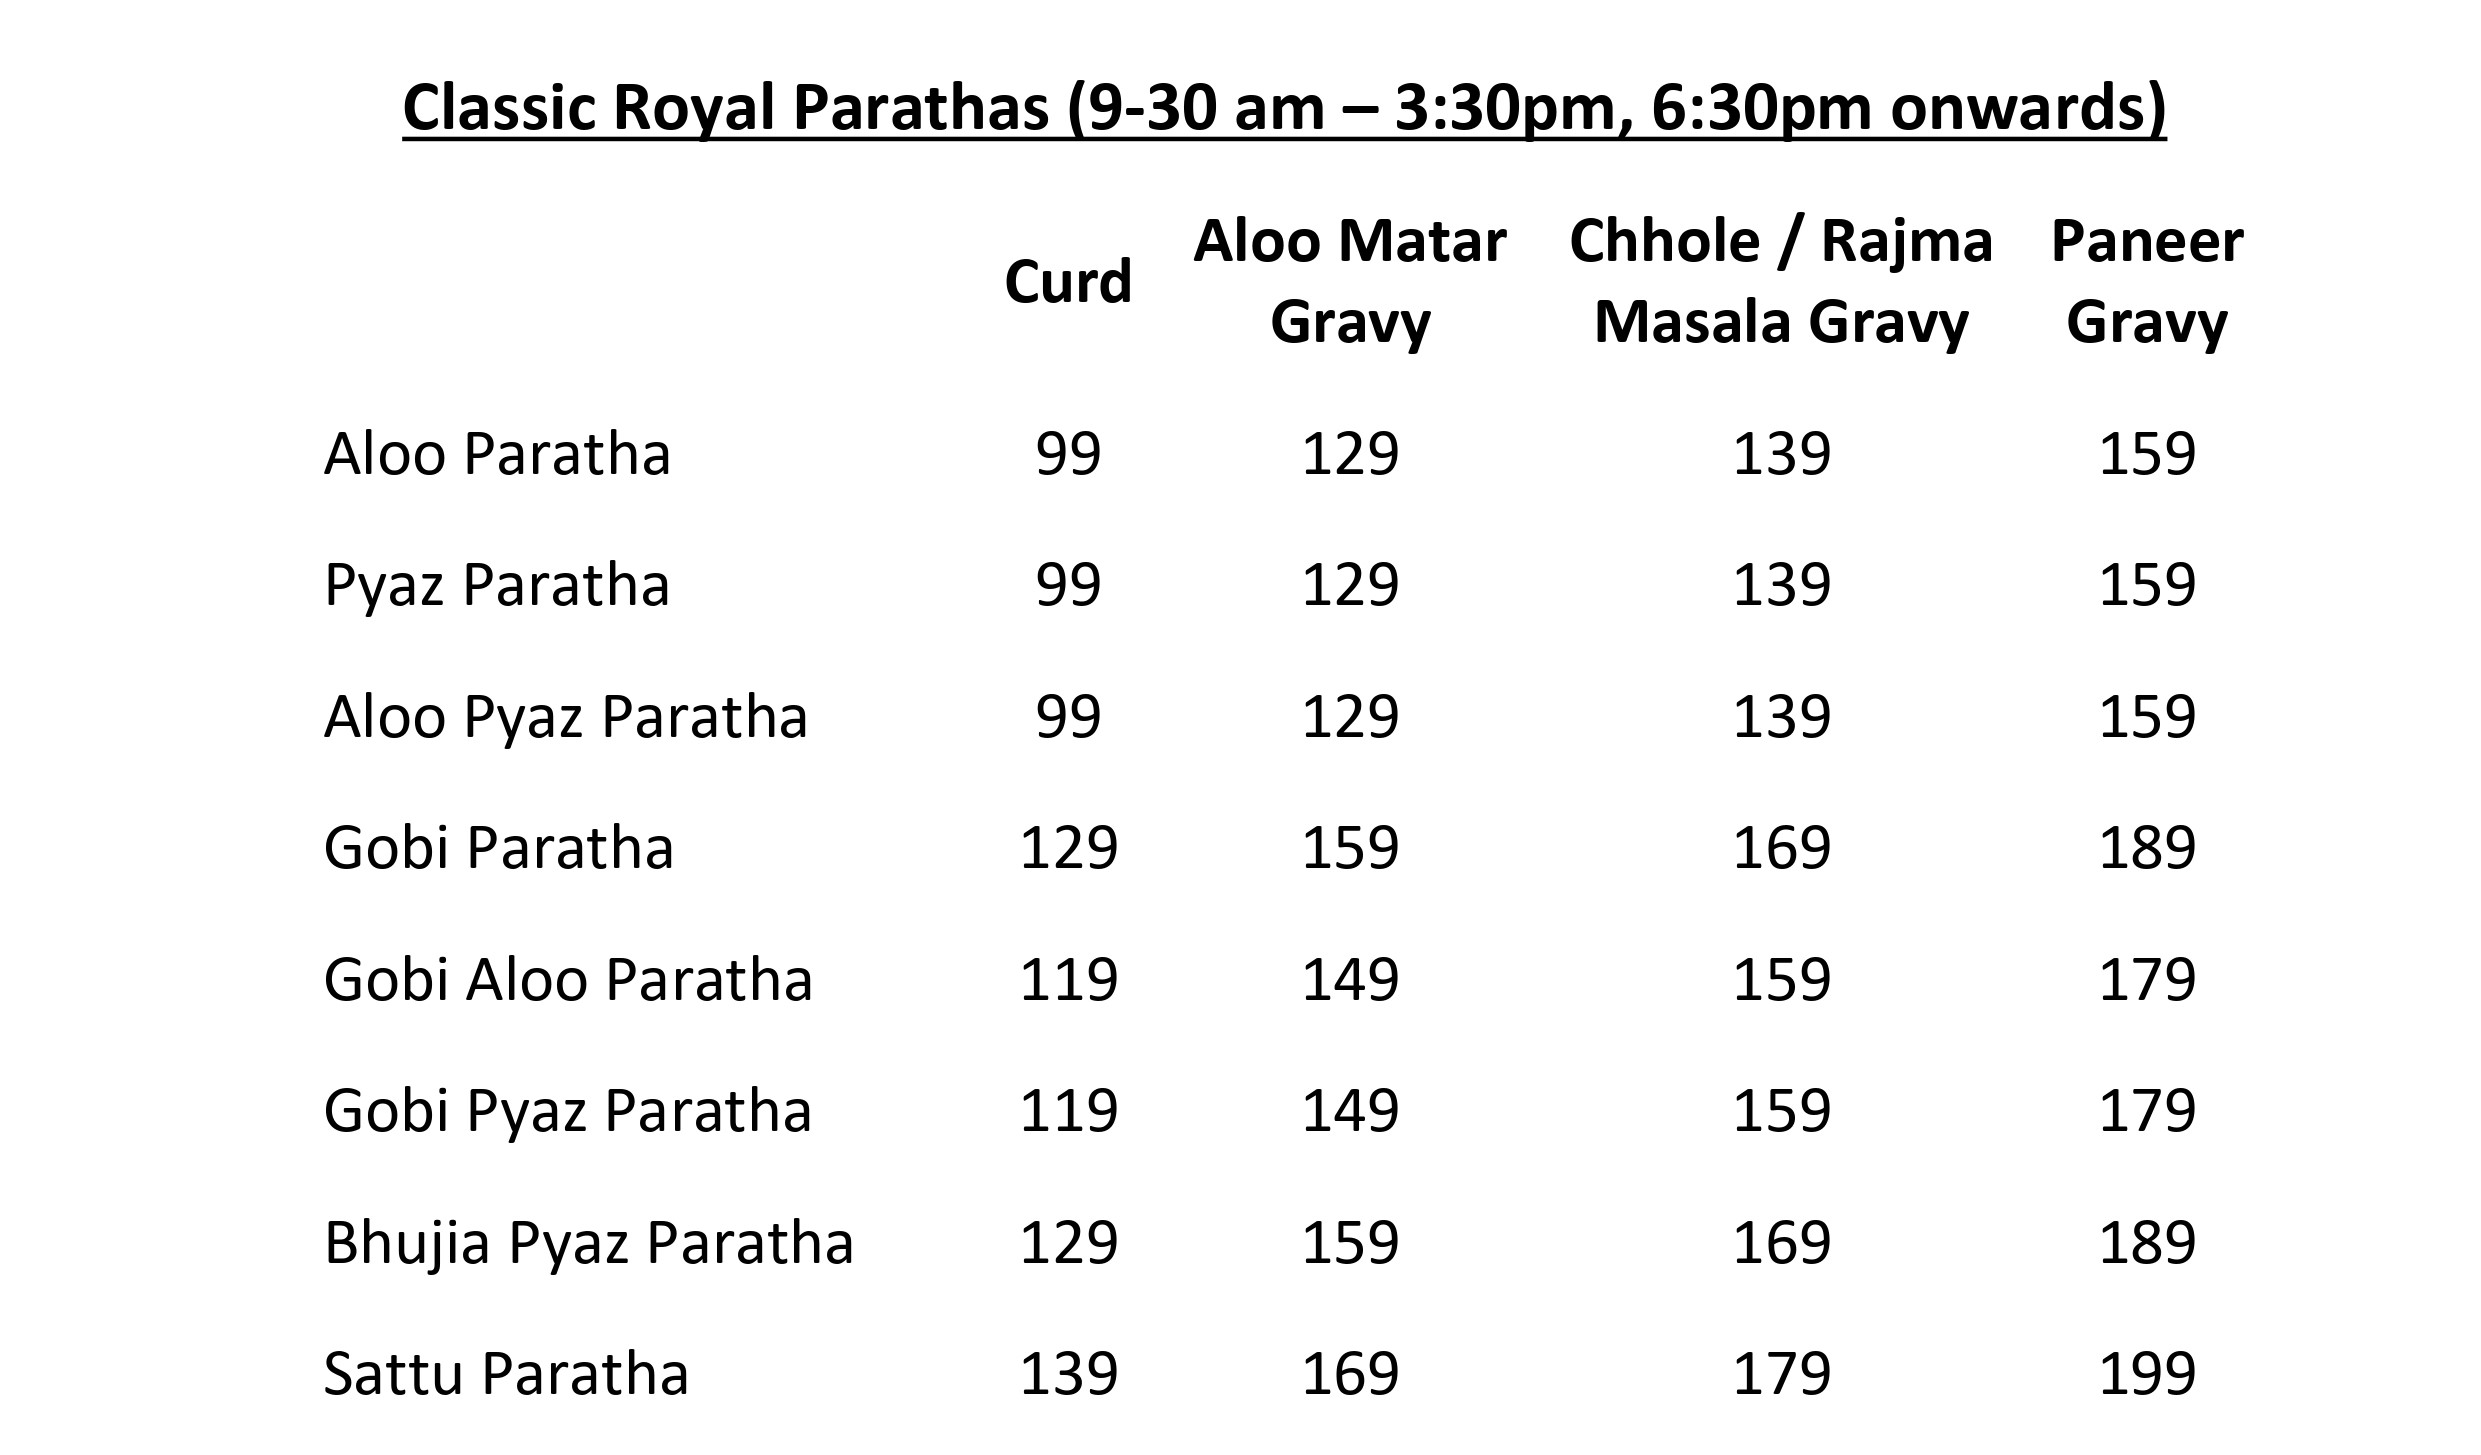 Classic Royal Parathas (9-30 am – 3:30pm, 6:30pm onwards)
Curd Aloo Matar Gravy Chhole / Rajma Masala Gravy Paneer Gravy
Aloo Paratha 99 129 139 159
Pyaz Paratha 99 129 139 159
Aloo Pyaz Paratha 99 129 139 159
Gobi Paratha 129 159 169 189
Gobi Aloo Paratha 119 149 159 179
Gobi Pyaz Paratha 119 149 159 179
Bhujia Pyaz Paratha 129 159 169 189
Sattu Paratha 139 169 179 199